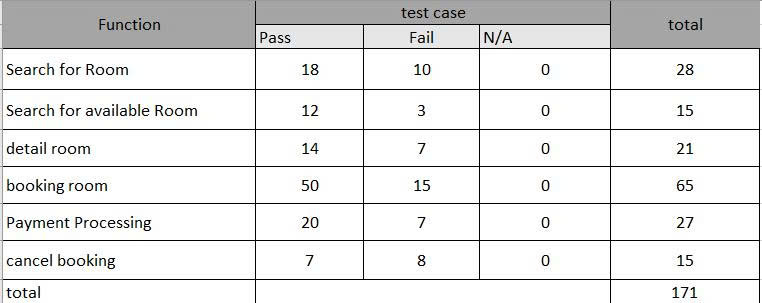 Function test case total
Pass Fail N/A
Search for Room 18 10 0 28
Search for available Room 12 3 0 15
detail room 14 7 0 21
booking room 50 15 0 65
Payment Processing 20 7 0 27
cancel booking 7 8 0 15
total 171